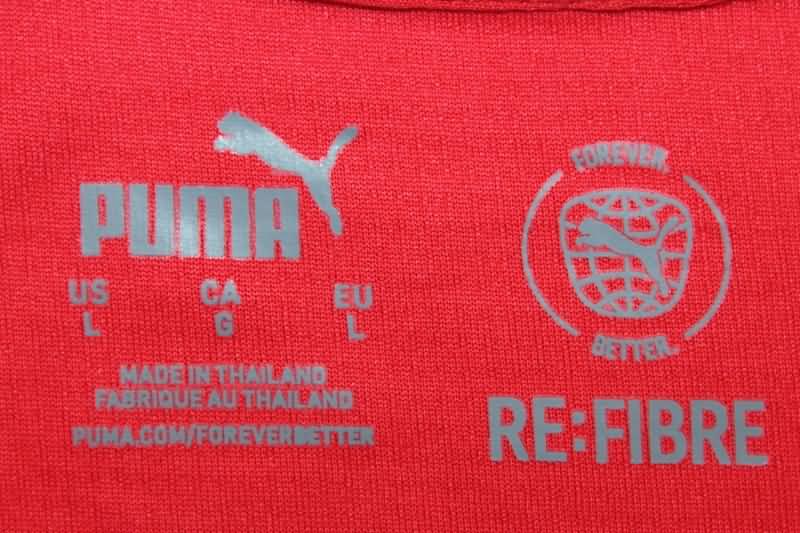 PUMA
US CA EU
L G L
MADE IN THAILAND
FABRIQUE AU THAILAND
PUMA.COM/FOREVERBETTER
FOREVER.
BETTER.
RE:FIBRE